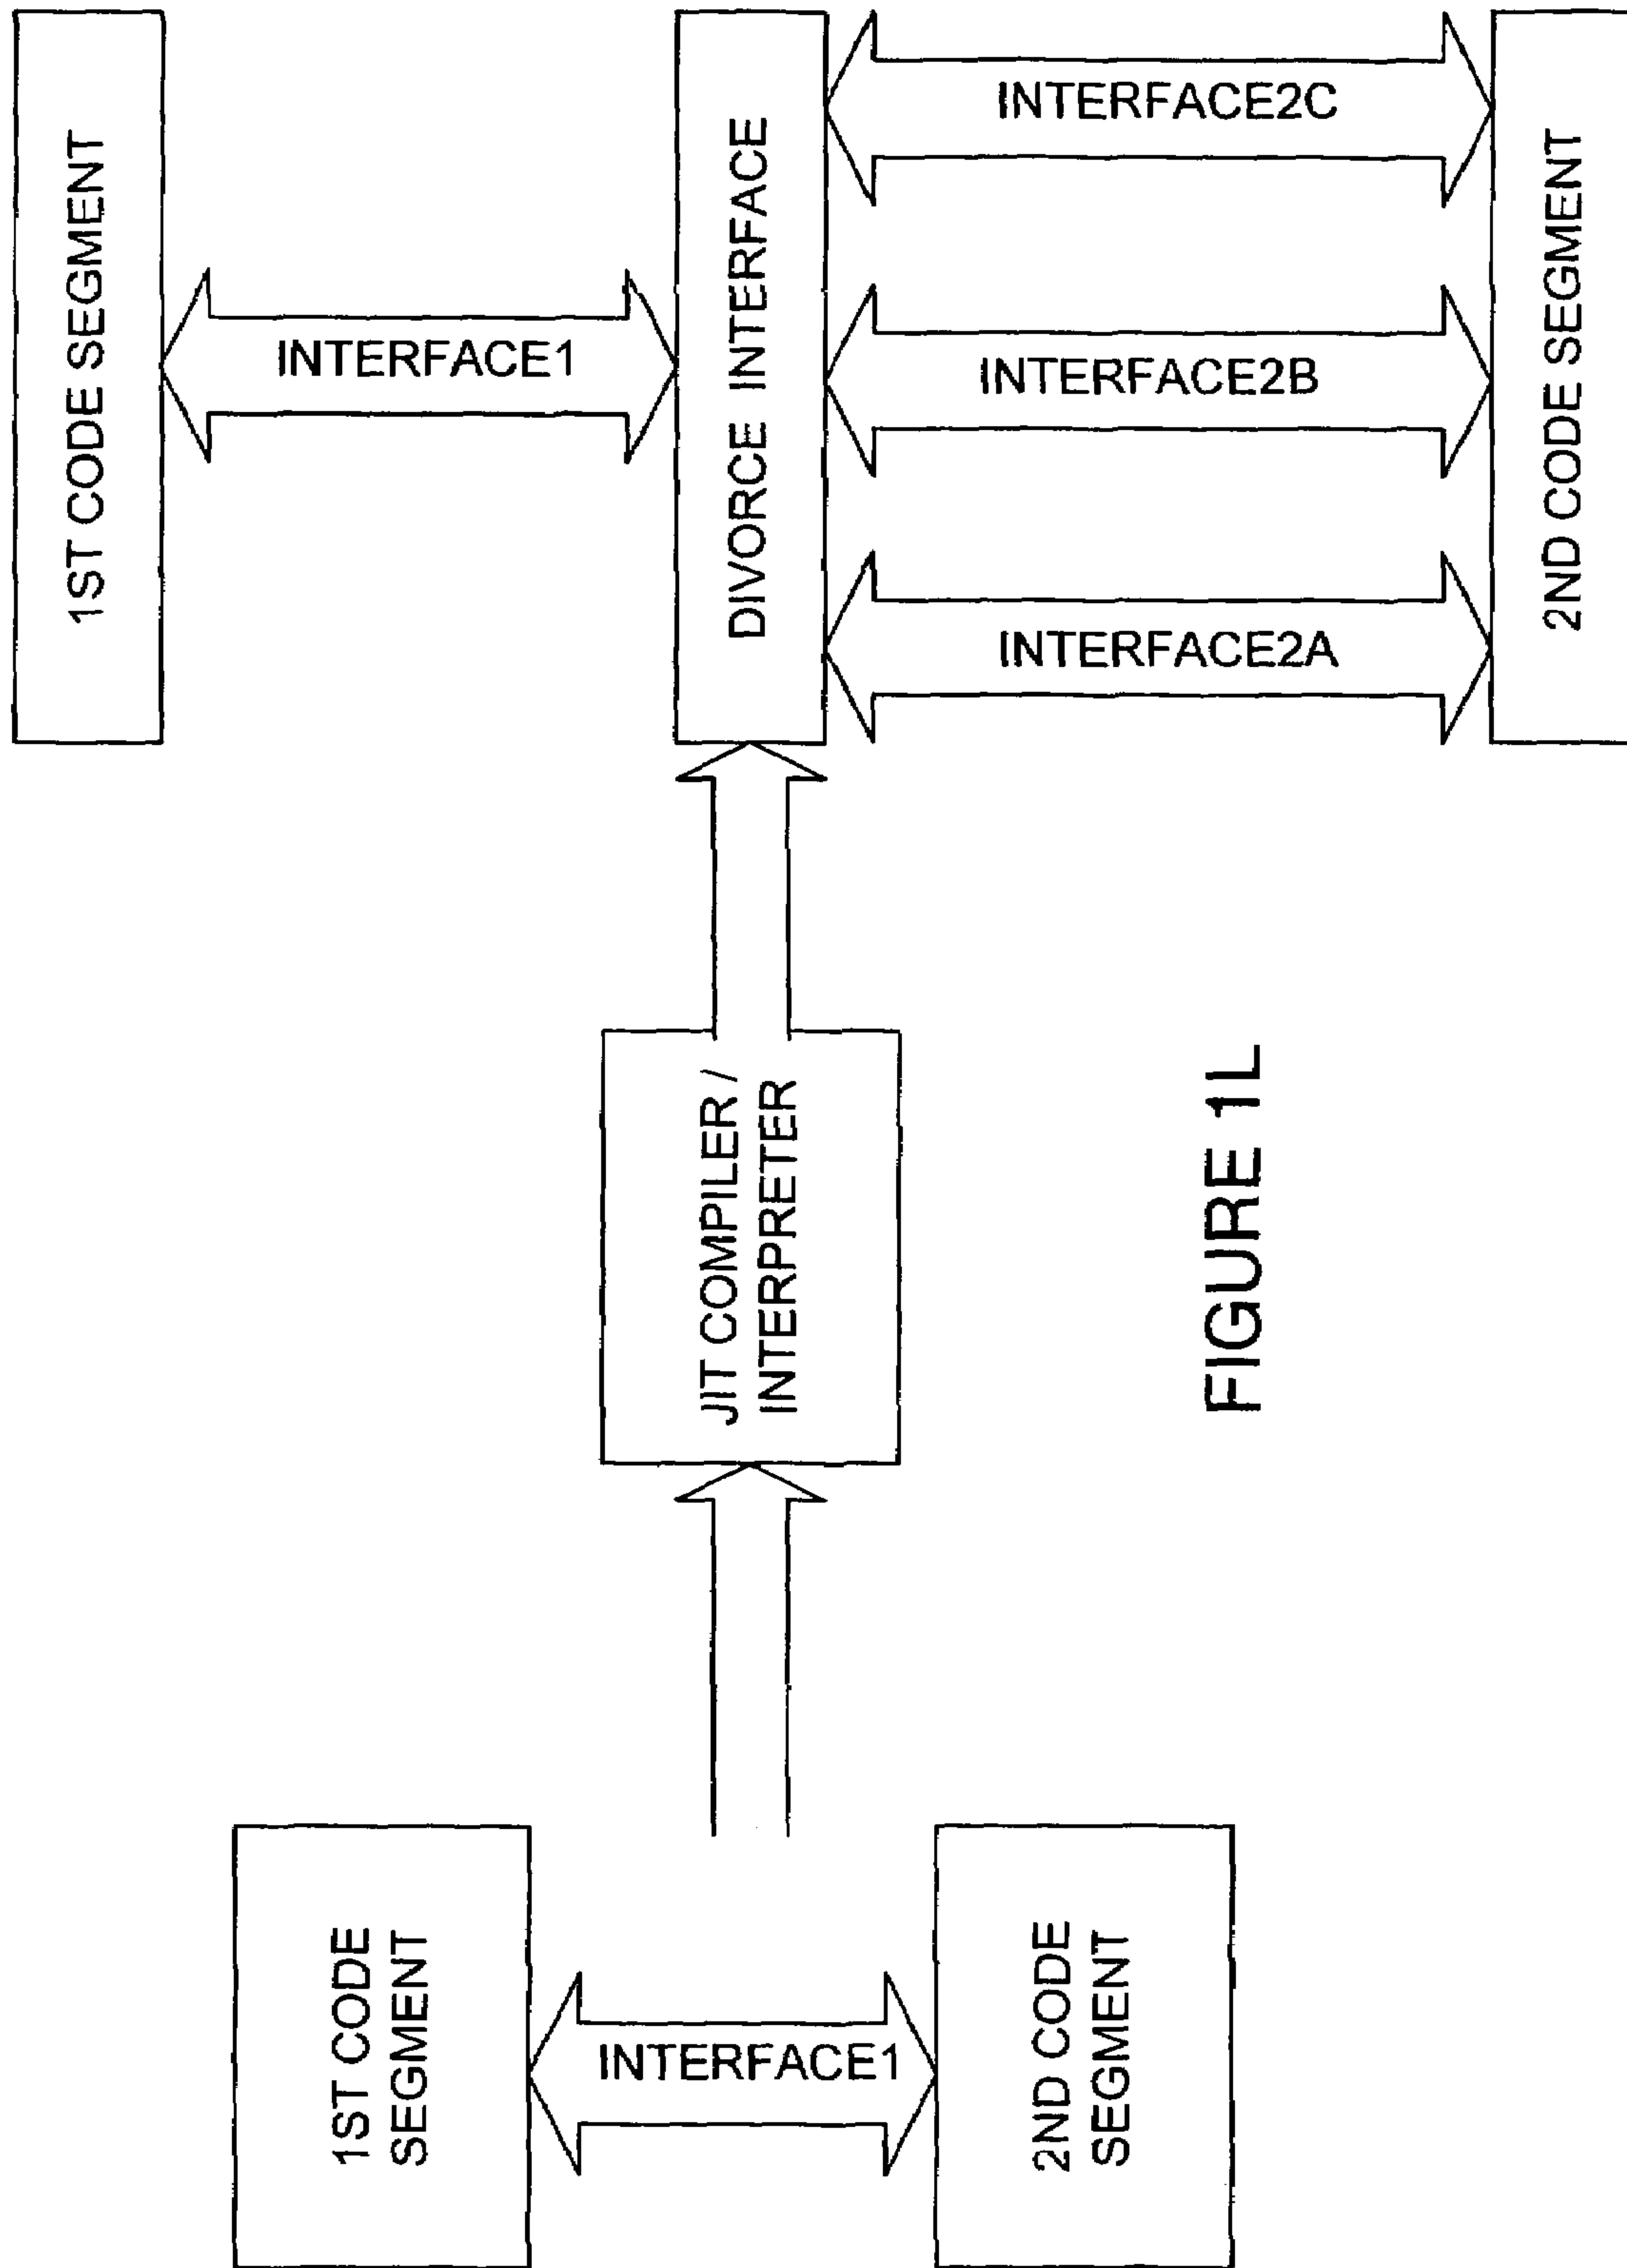 1ST CODE
SEGMENT
INTERFACE1
2ND CODE
SEGMENT
JIT COMPILER /
INTERPRETER
1ST CODE SEGMENT
INTERFACE1
DIVORCE INTERFACE
INTERFACE2A
INTERFACE2B
INTERFACE2C
2ND CODE SEGMENT
FIGURE 1L